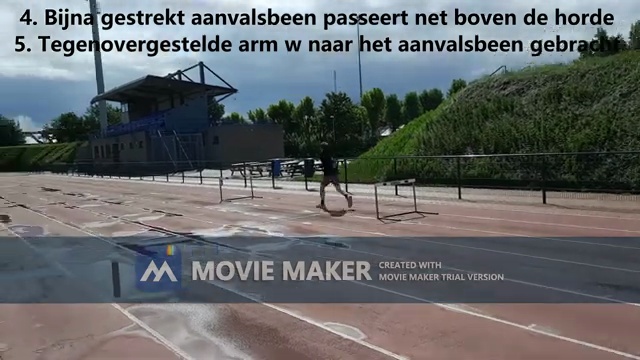 4. Bijna gestrekt aanvalsbeen passeert net boven de horde
5. Tegenovergestelde arm w naar het aanvalsbeen gebracht
MOVIE MAKER
CREATED WITH
MOVIE MAKER TRIAL VERSION